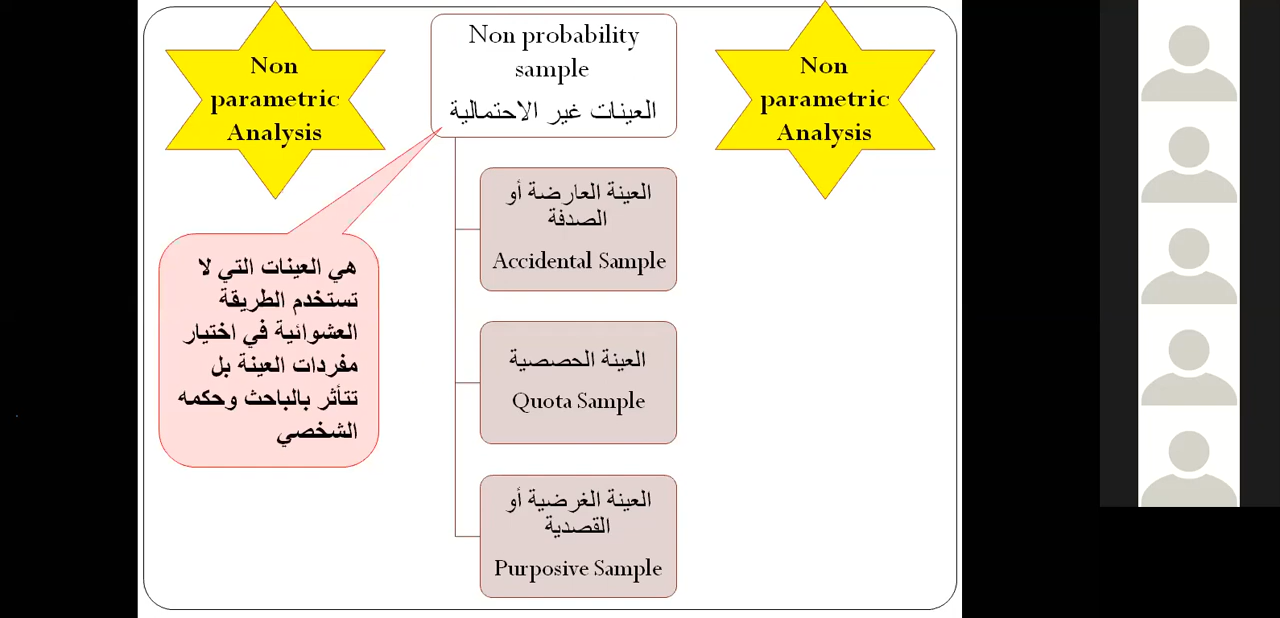 Non
parametric
Analysis
Non probability
sample
العينات غير الاحتمالية
Non
parametric
Analysis
هي العينات التي لا
تستخدم الطريقة
العشوائية في اختيار
مفردات العينة بل
تتأثر بالباحث وحكمه
الشخصي
العينة العارضة أو
الصدفة
Accidental Sample
العينة الحصصية
Quota Sample
العينة الغرضية أو
القصدية
Purposive Sample